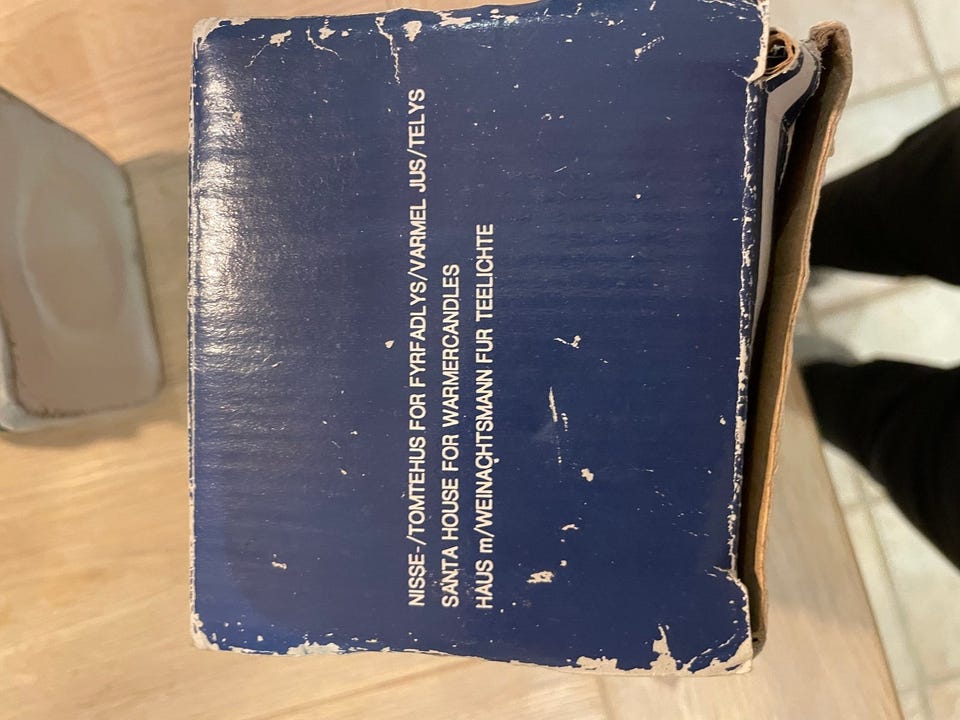 NISSE-/TOMTEHUS FOR FYRFADLYS/VARMEL JUS/TELYS
SANTA HOUSE FOR WARMERCANDLES
HAUS m/WEINACHTSMANN FUR TEELICHTE